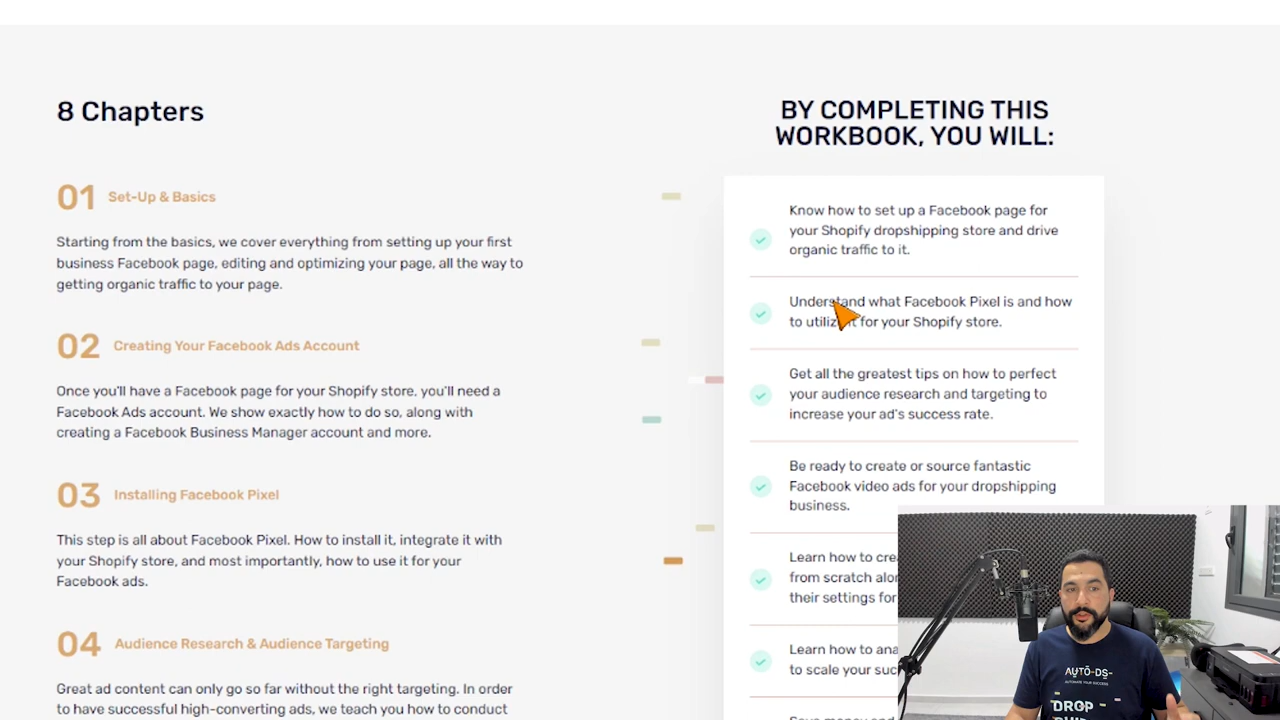 8 Chapters
01 Set-Up & Basics
Starting from the basics, we cover everything from setting up your first
business Facebook page, editing and optimizing your page, all the way to
getting organic traffic to your page.
02 Creating Your Facebook Ads Account
Once you'll have a Facebook page for your Shopify store, you'll need a
Facebook Ads account. We show exactly how to do so, along with
creating a Facebook Business Manager account and more.
03 Installing Facebook Pixel
This step is all about Facebook Pixel. How to install it, integrate it with
your Shopify store, and most importantly, how to use it for your
Facebook ads.
04 Audience Research & Audience Targeting
Great ad content can only go so far without the right targeting. In order
to have successful high-converting ads, we teach you how to conduct
BY COMPLETING THIS
WORKBOOK, YOU WILL:
Know how to set up a Facebook page for
your Shopify dropshipping store and drive
organic traffic to it.
Understand what Facebook Pixel is and how
to utilize it for your Shopify store.
Get all the greatest tips on how to perfect
your audience research and targeting to
increase your ad's success rate.
Be ready to create or source fantastic
Facebook video ads for your dropshipping
business.
Learn how to
from scratch
their settings for
Learn how to
to scale your
Save money and
AUTO-DS
AUTOMATE YOUR SUCCESS
DROP